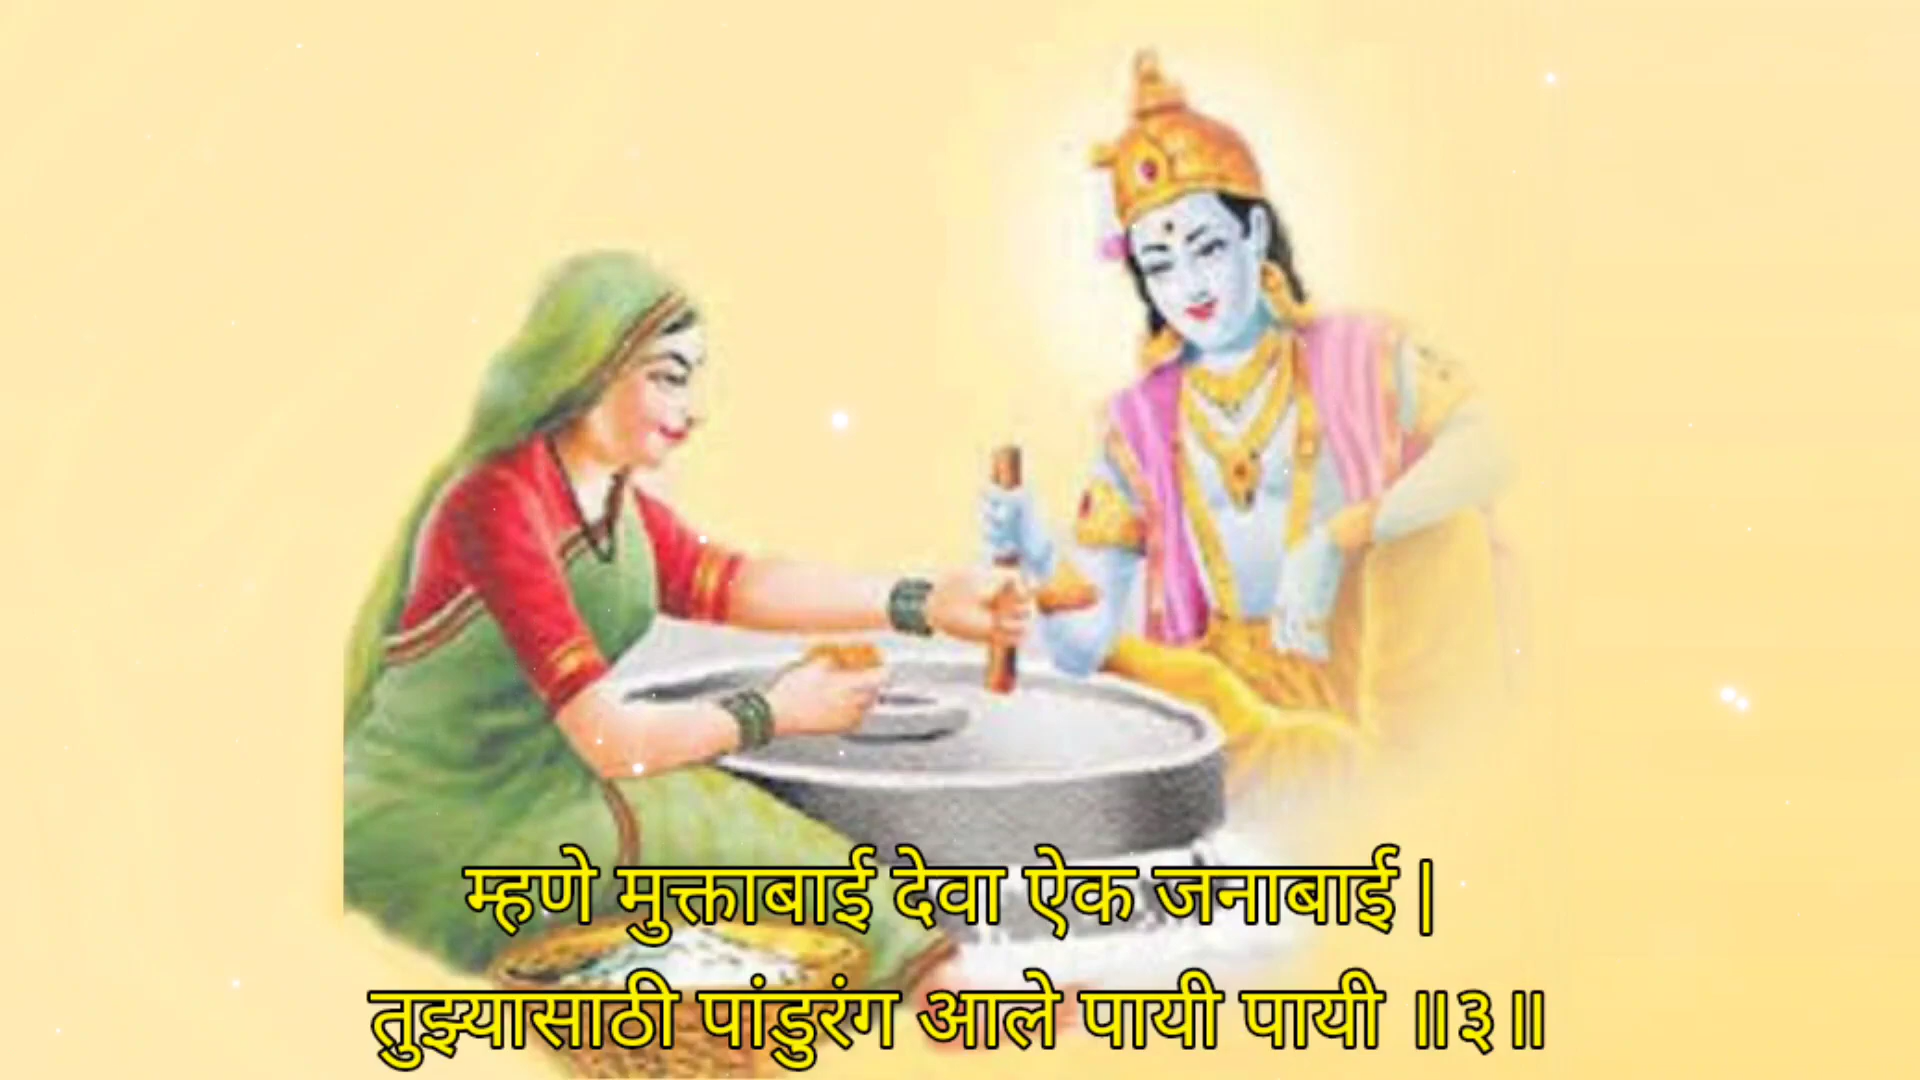 म्हणे मुक्ताबाई देवा ऐक जनाबाई |
तुझ्यासाठी पांडुरंग आले पायी पायी ॥३॥